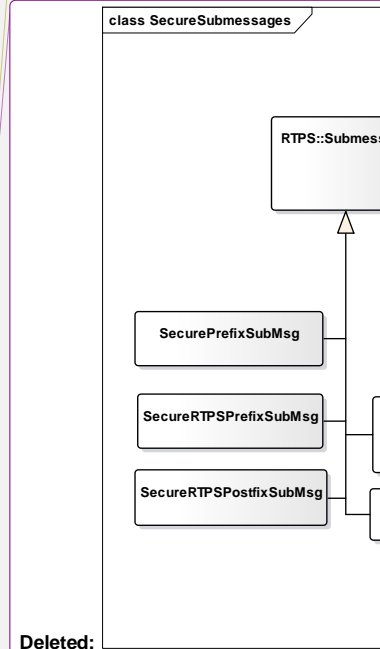 class SecureSubmessages
RTPS::Submess
SecurePrefixSubMsg
SecureRTPSPrefixSubMsg
SecureRTPSPostfixSubMsg
Deleted: